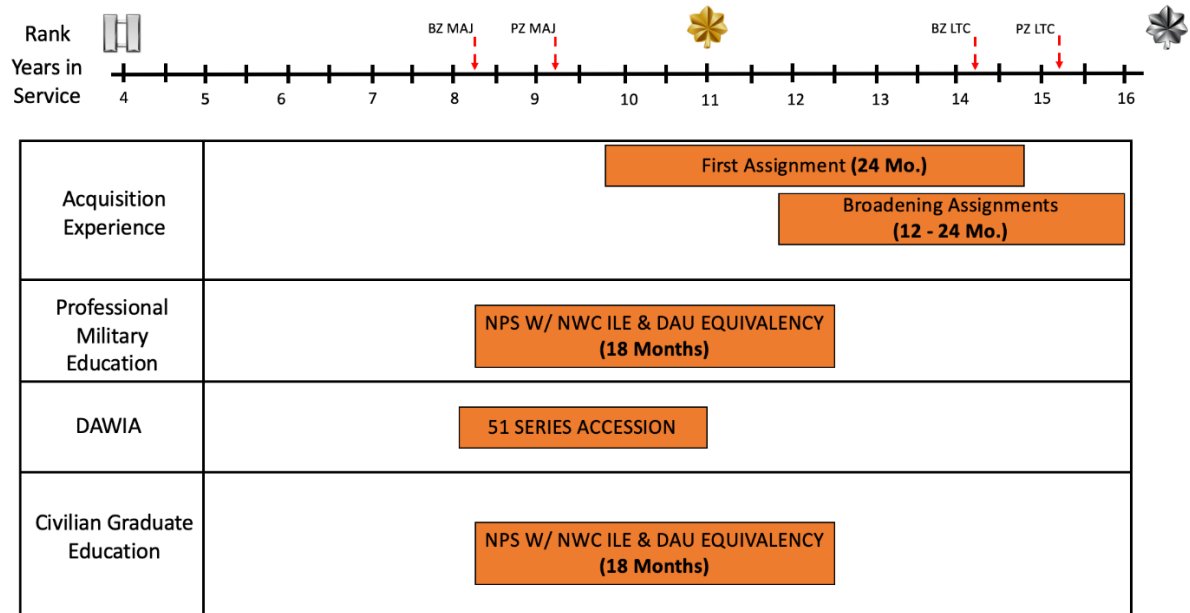 Rank
BZ MAJ
PZ MAJ
BZ LTC
PZ LTC
Years in
Service
4 5 6 7 8 9 10 11 12 13 14 15 16
Acquisition
Experience
First Assignment (24 Mo.)
Broadening Assignments
(12 - 24 Mo.)
Professional
Military
Education
NPS W/ NWC ILE & DAU EQUIVALENCY
(18 Months)
DAWIA
51 SERIES ACCESSION
Civilian Graduate
Education
NPS W/ NWC ILE & DAU EQUIVALENCY
(18 Months)